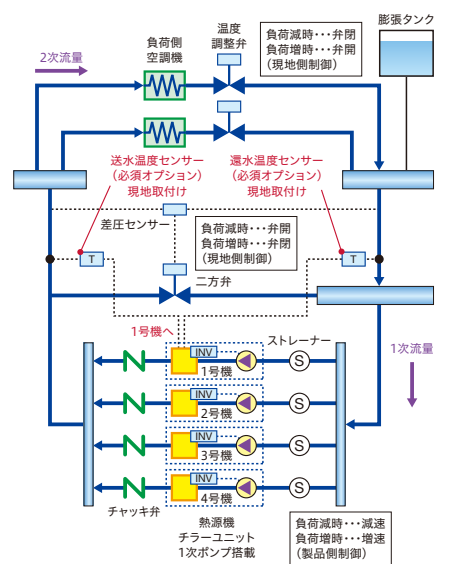 膨張タンク
負荷側
空調機
温度
調整弁
負荷減時・・・弁閉
負荷増時・・・弁開
(現地側制御)
2次流量
送水温度センサー
(必須オプション)
現地取付け
還水温度センサー
(必須オプション)
現地取付け
差圧センサー
負荷減時・・・弁開
負荷増時・・・弁閉
(現地側制御)
T
T
二方弁
1号機へ
ストレーナー
1次流量
INV
1号機
S
INV
2号機
S
INV
3号機
S
INV
4号機
S
チャッキ弁
熱源機
チラーユニット
1次ポンプ搭載
負荷減時・・・減速
負荷増時・・・増速
(製品側制御)